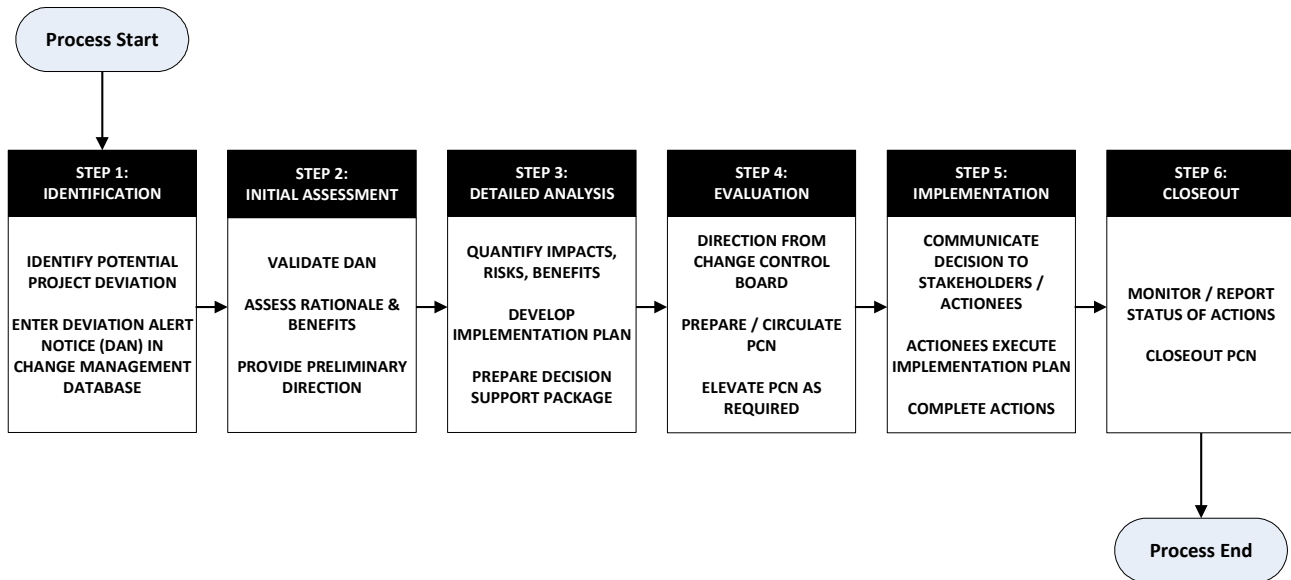 Process Start
STEP 1:
IDENTIFICATION
IDENTIFY POTENTIAL
PROJECT DEVIATION
ENTER DEVIATION ALERT
NOTICE (DAN) IN
CHANGE MANAGEMENT
DATABASE
STEP 2:
INITIAL ASSESSMENT
VALIDATE DAN
ASSESS RATIONALE &
BENEFITS
PROVIDE PRELIMINARY
DIRECTION
STEP 3:
DETAILED ANALYSIS
QUANTIFY IMPACTS,
RISKS, BENEFITS
DEVELOP
IMPLEMENTATION PLAN
PREPARE DECISION
SUPPORT PACKAGE
STEP 4:
EVALUATION
DIRECTION FROM
CHANGE CONTROL
BOARD
PREPARE / CIRCULATE
PCN
ELEVATE PCN AS
REQUIRED
STEP 5:
IMPLEMENTATION
COMMUNICATE
DECISION TO
STAKEHOLDERS /
ACTIONEES
ACTIONEES EXECUTE
IMPLEMENTATION PLAN
COMPLETE ACTIONS
STEP 6:
CLOSEOUT
MONITOR / REPORT
STATUS OF ACTIONS
CLOSEOUT PCN
Process End